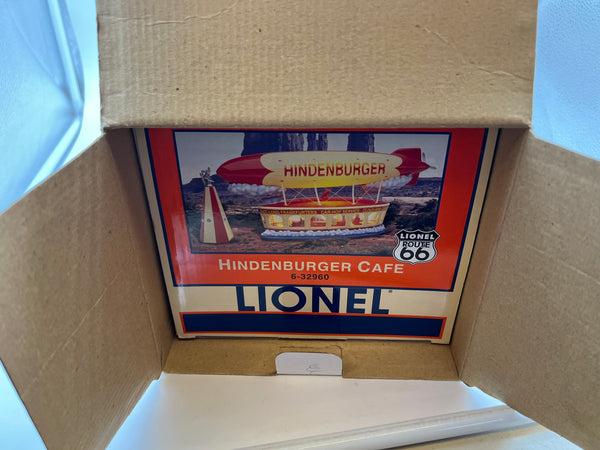 HINDENBURGER
LIONEL
ROUTE
66
HINDENBURGER CAFE
6-32960
LIONEL